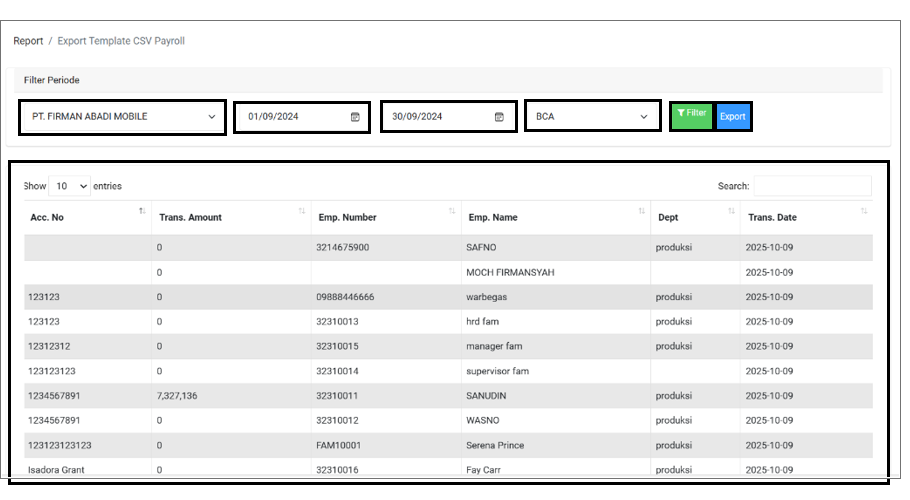 Report / Export Template CSV Payroll
Filter Periode
PT. FIRMAN ABADI MOBILE 01/09/2024 30/09/2024 BCA Filter Export
Show 10 entries Search:
Acc. No Trans. Amount Emp. Number Emp. Name Dept Trans. Date
0 3214675900 SAFNO produksi 2025-10-09
0 MOCH FIRMANSYAH 2025-10-09
123123 0 09888446666 warbegas produksi 2025-10-09
123123 0 32310013 hrd fam produksi 2025-10-09
12312312 0 32310015 manager fam produksi 2025-10-09
123123123 0 32310014 supervisor fam 2025-10-09
1234567891 7,327,136 32310011 SANUDIN produksi 2025-10-09
1234567891 0 32310012 WASNO produksi 2025-10-09
123123123123 0 FAM10001 Serena Prince produksi 2025-10-09
Isadora Grant 0 32310016 Fay Carr produksi 2025-10-09